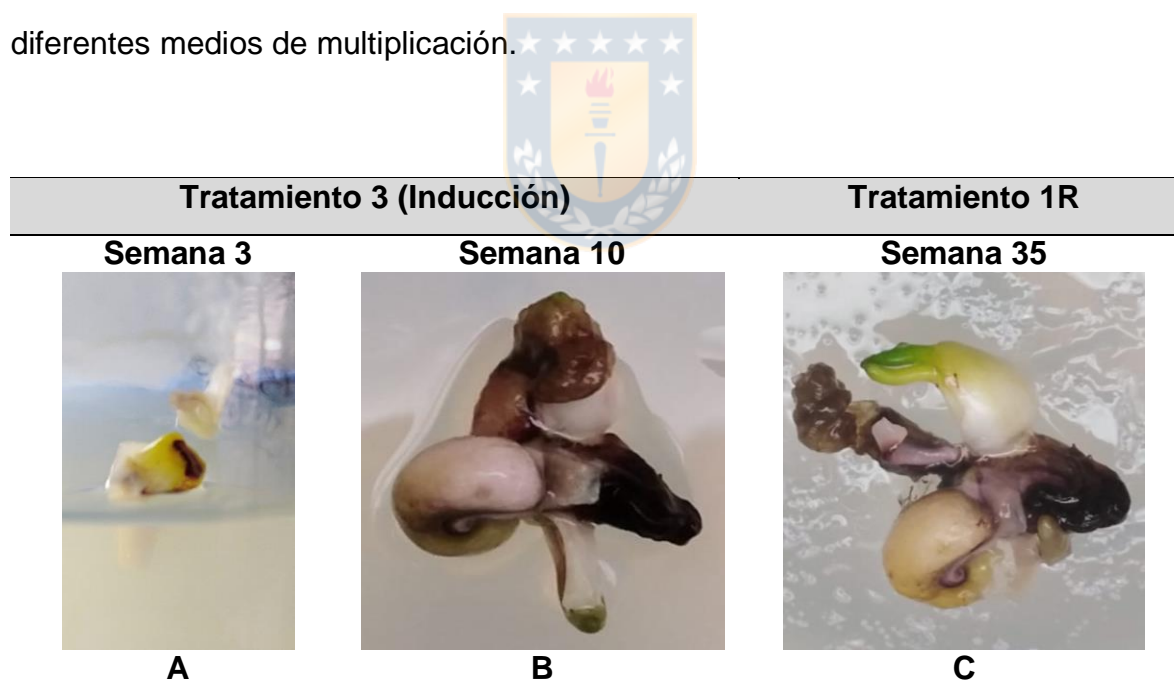 diferentes medios de multiplicación.
Tratamiento 3 (Inducción) Tratamiento 1R
Semana 3 Semana 10 Semana 35
A B C